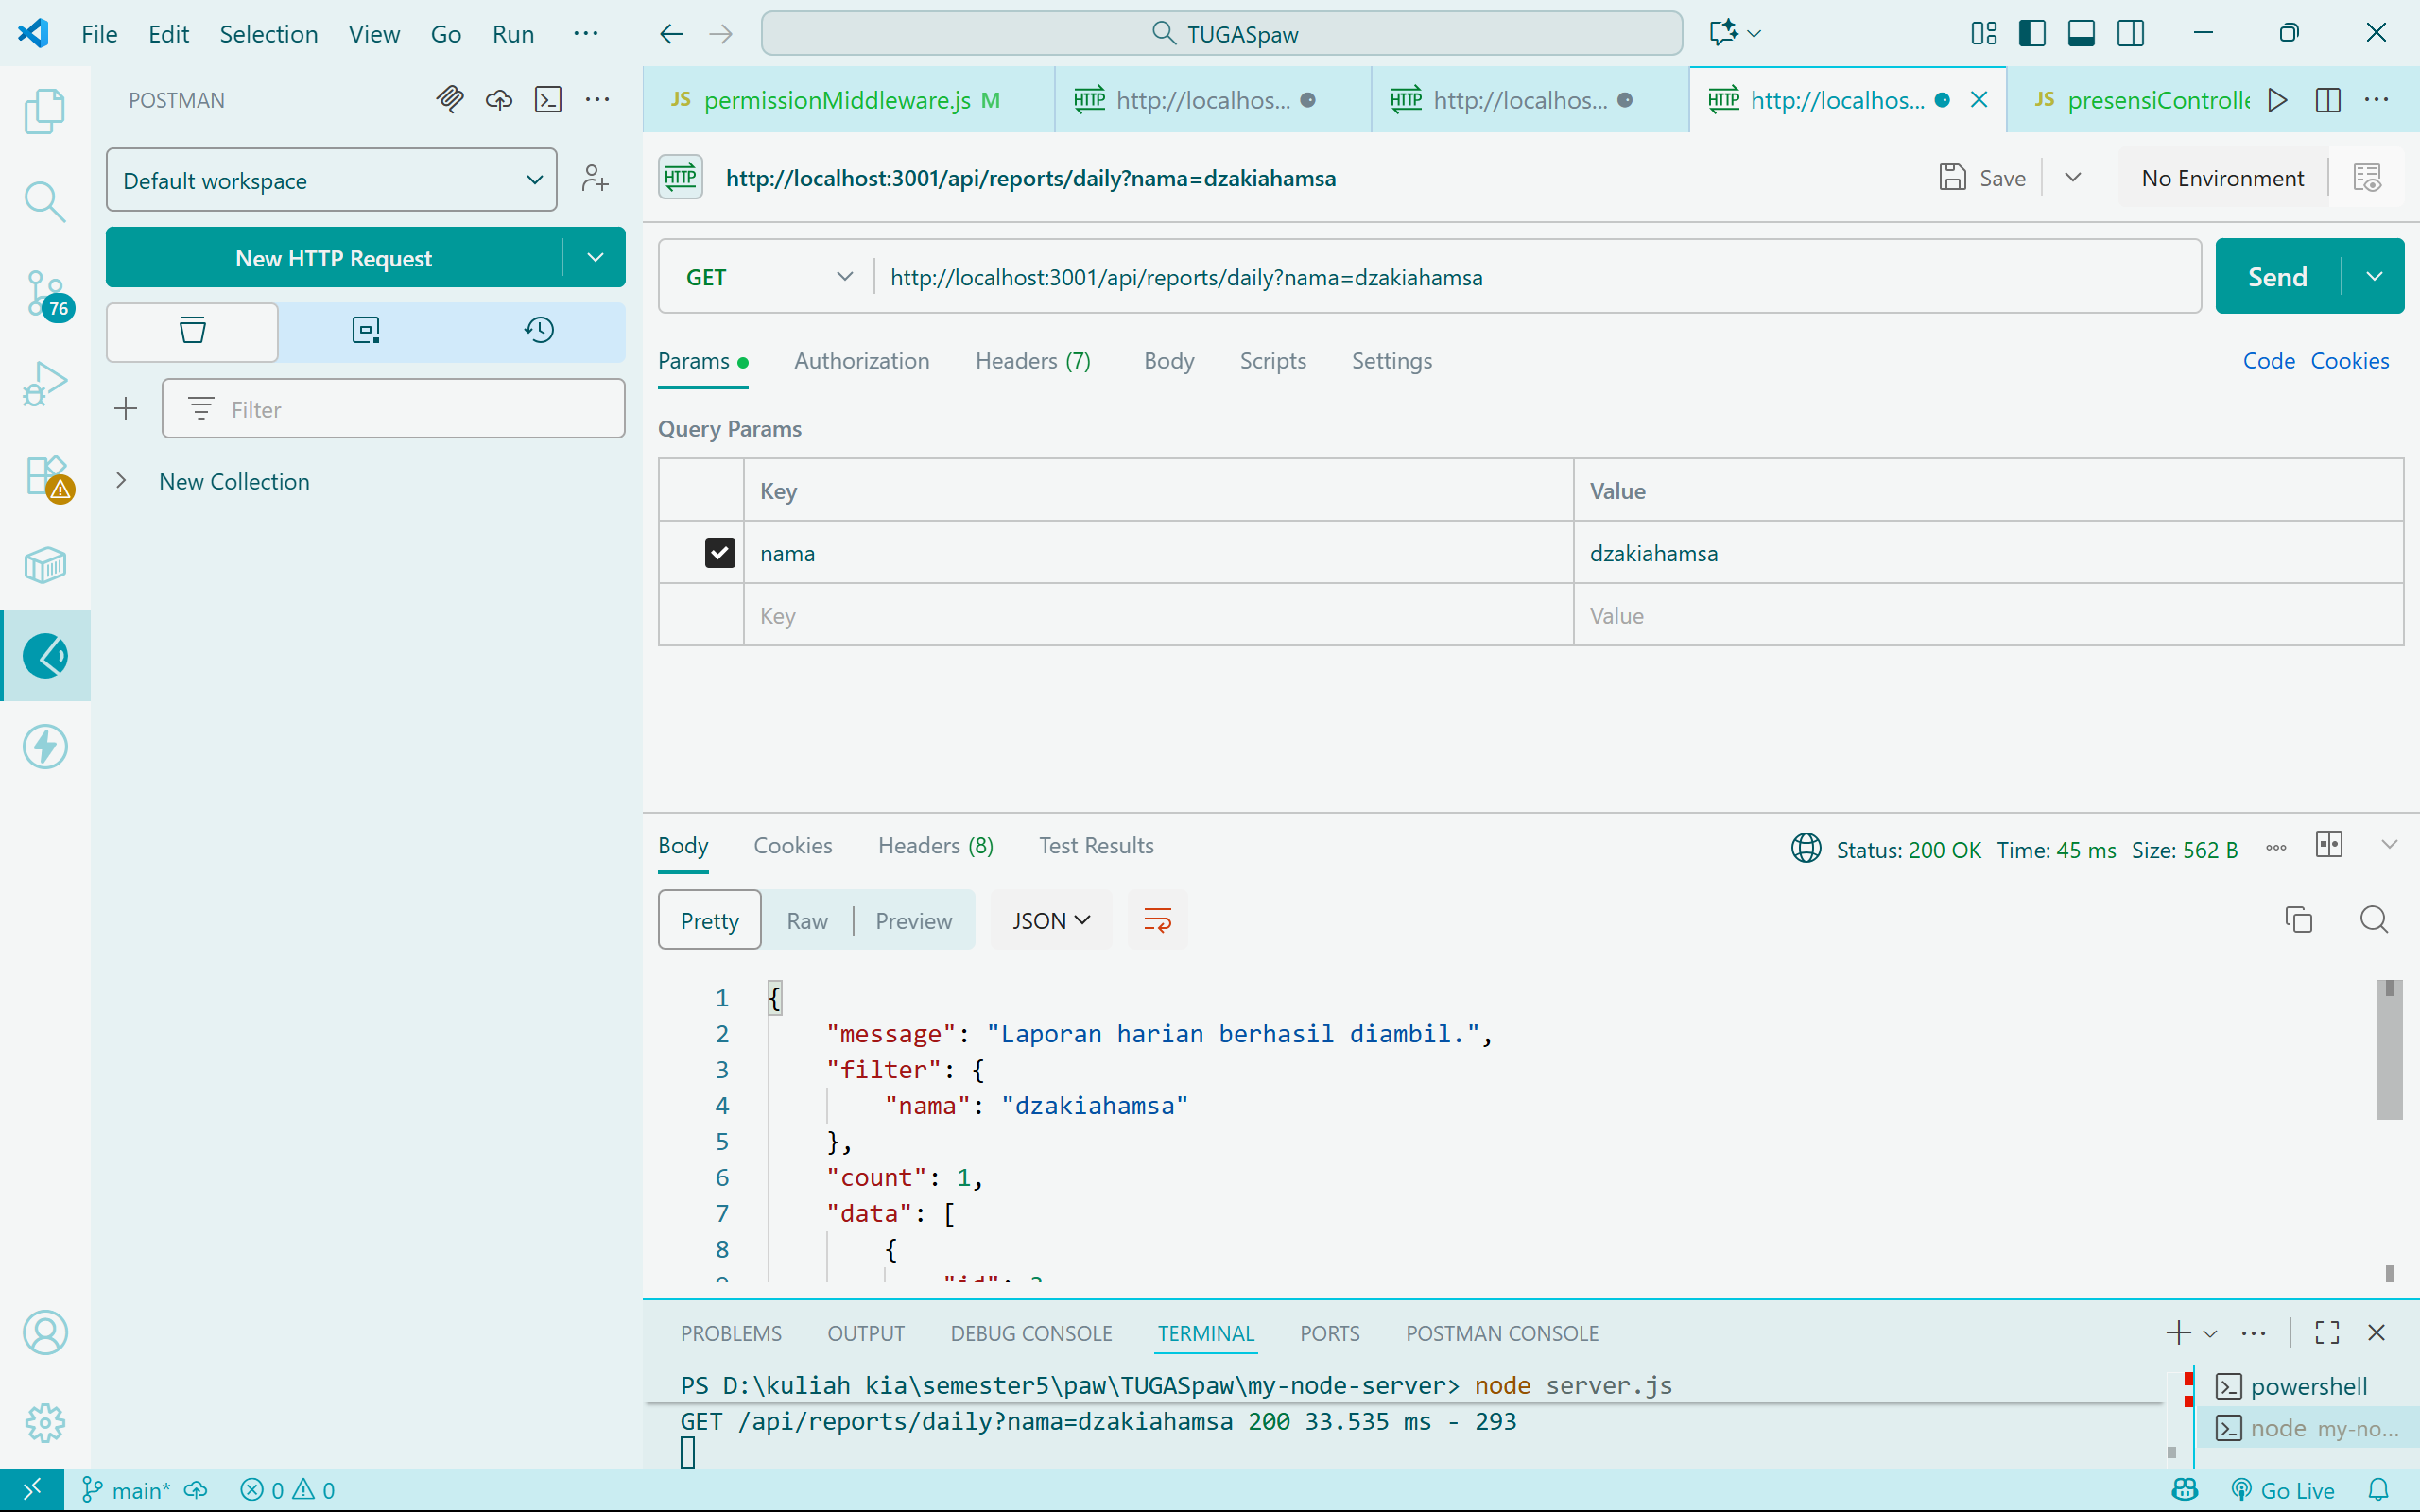 File Edit Selection View Go Run ···
TUGASpaw
POSTMAN
Default workspace
New HTTP Request
Filter
New Collection
76
JS permissionMiddleware.js M
HTTP http://localhos...
HTTP http://localhos...
HTTP http://localhos...
JS presensiControlle
HTTP http://localhost:3001/api/reports/daily?nama=dzakiahamsa
Save
No Environment
GET http://localhost:3001/api/reports/daily?nama=dzakiahamsa
Send
Params Authorization Headers (7) Body Scripts Settings
Code Cookies
Query Params
Key Value
nama dzakiahamsa
Key Value
Body Cookies Headers (8) Test Results
Status: 200 OK Time: 45 ms Size: 562 B
Pretty Raw Preview JSON
1 {
2 "message": "Laporan harian berhasil diambil.",
3 "filter": {
4 "nama": "dzakiahamsa"
5 },
6 "count": 1,
7 "data": [
8 {
PROBLEMS OUTPUT DEBUG CONSOLE TERMINAL PORTS POSTMAN CONSOLE
PS D:\kuliah kia\semester5\paw\TUGASpaw\my-node-server> node server.js
GET /api/reports/daily?nama=dzakiahamsa 200 33.535 ms - 293
powershell
node my-no...
main* 0 0
Go Live